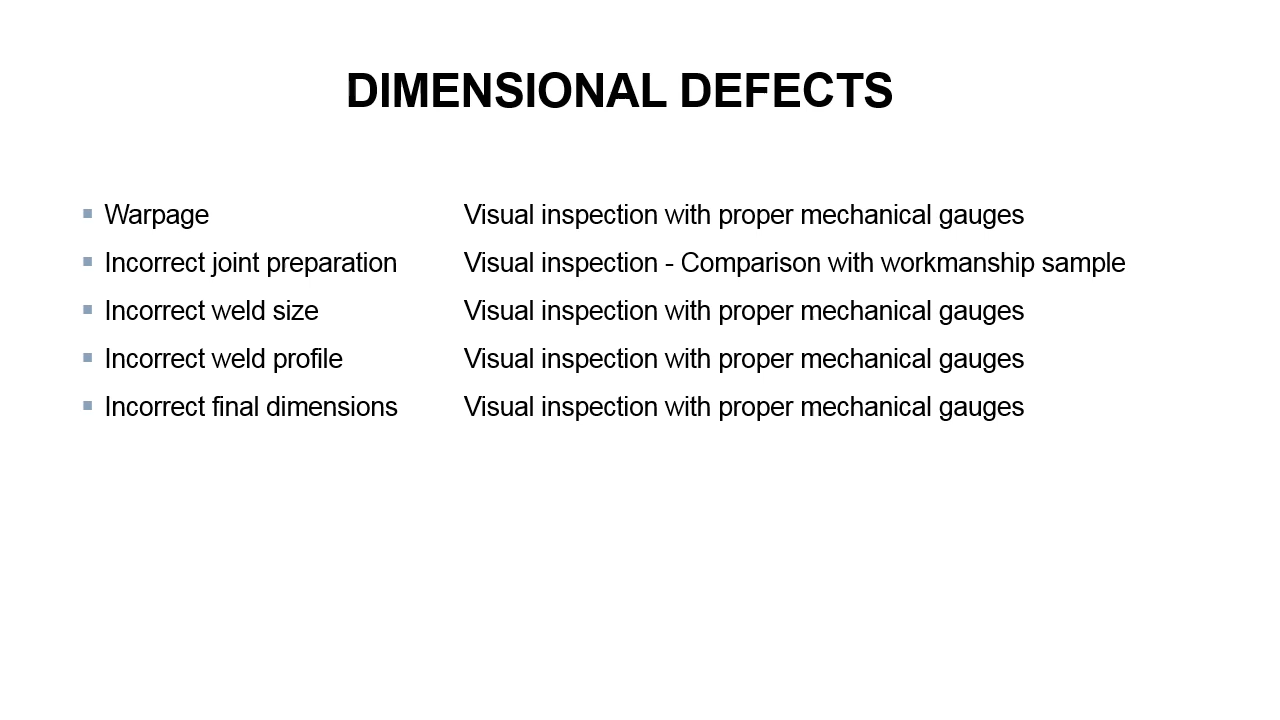 DIMENSIONAL DEFECTS
▪ Warpage Visual inspection with proper mechanical gauges
▪ Incorrect joint preparation Visual inspection - Comparison with workmanship sample
▪ Incorrect weld size Visual inspection with proper mechanical gauges
▪ Incorrect weld profile Visual inspection with proper mechanical gauges
▪ Incorrect final dimensions Visual inspection with proper mechanical gauges